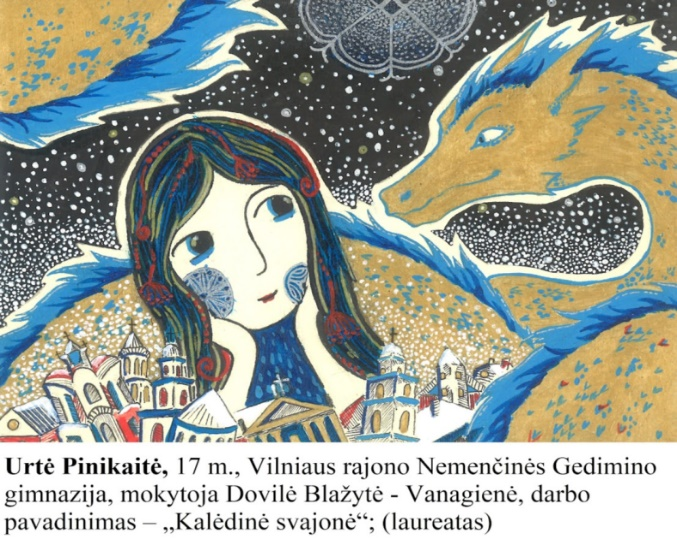 Urtė Pinikaitė, 17 m., Vilniaus rajono Nemenčinės Gedimino
gimnazija, mokytoja Dovilė Blažytė - Vanagienė, darbo
pavadinimas – „Kalėdinė svajonė“; (laureatas)